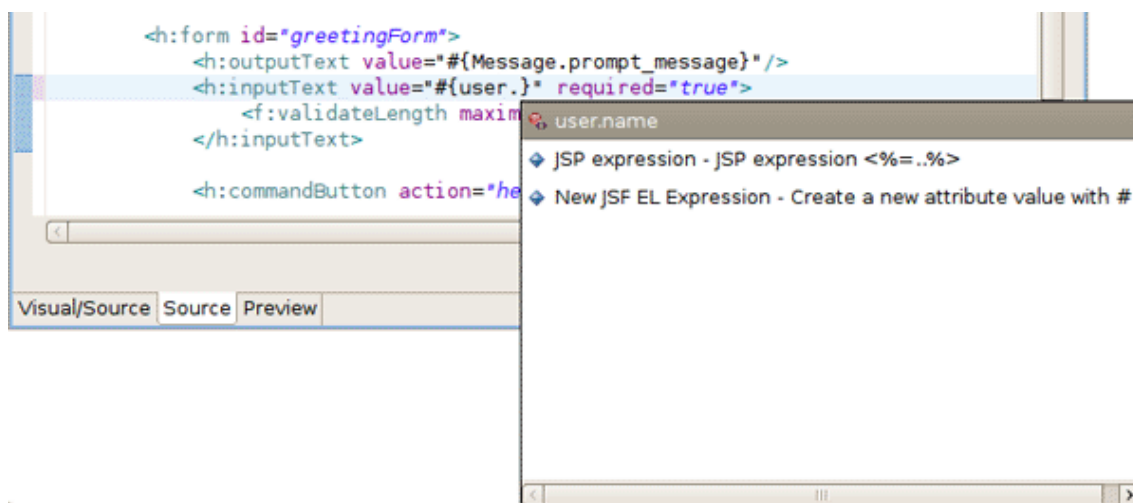 <h:form id="greetingForm">
<h:outputText value="#{Message.prompt_message}"/>
<h:inputText value="#{user.}" required="true">
<f:validateLength maxim
</h:inputText>
<h:commandButton action="he
user.name
JSP expression - JSP expression <%=..%>
New JSF EL Expression - Create a new attribute value with #
Visual/Source Source Preview